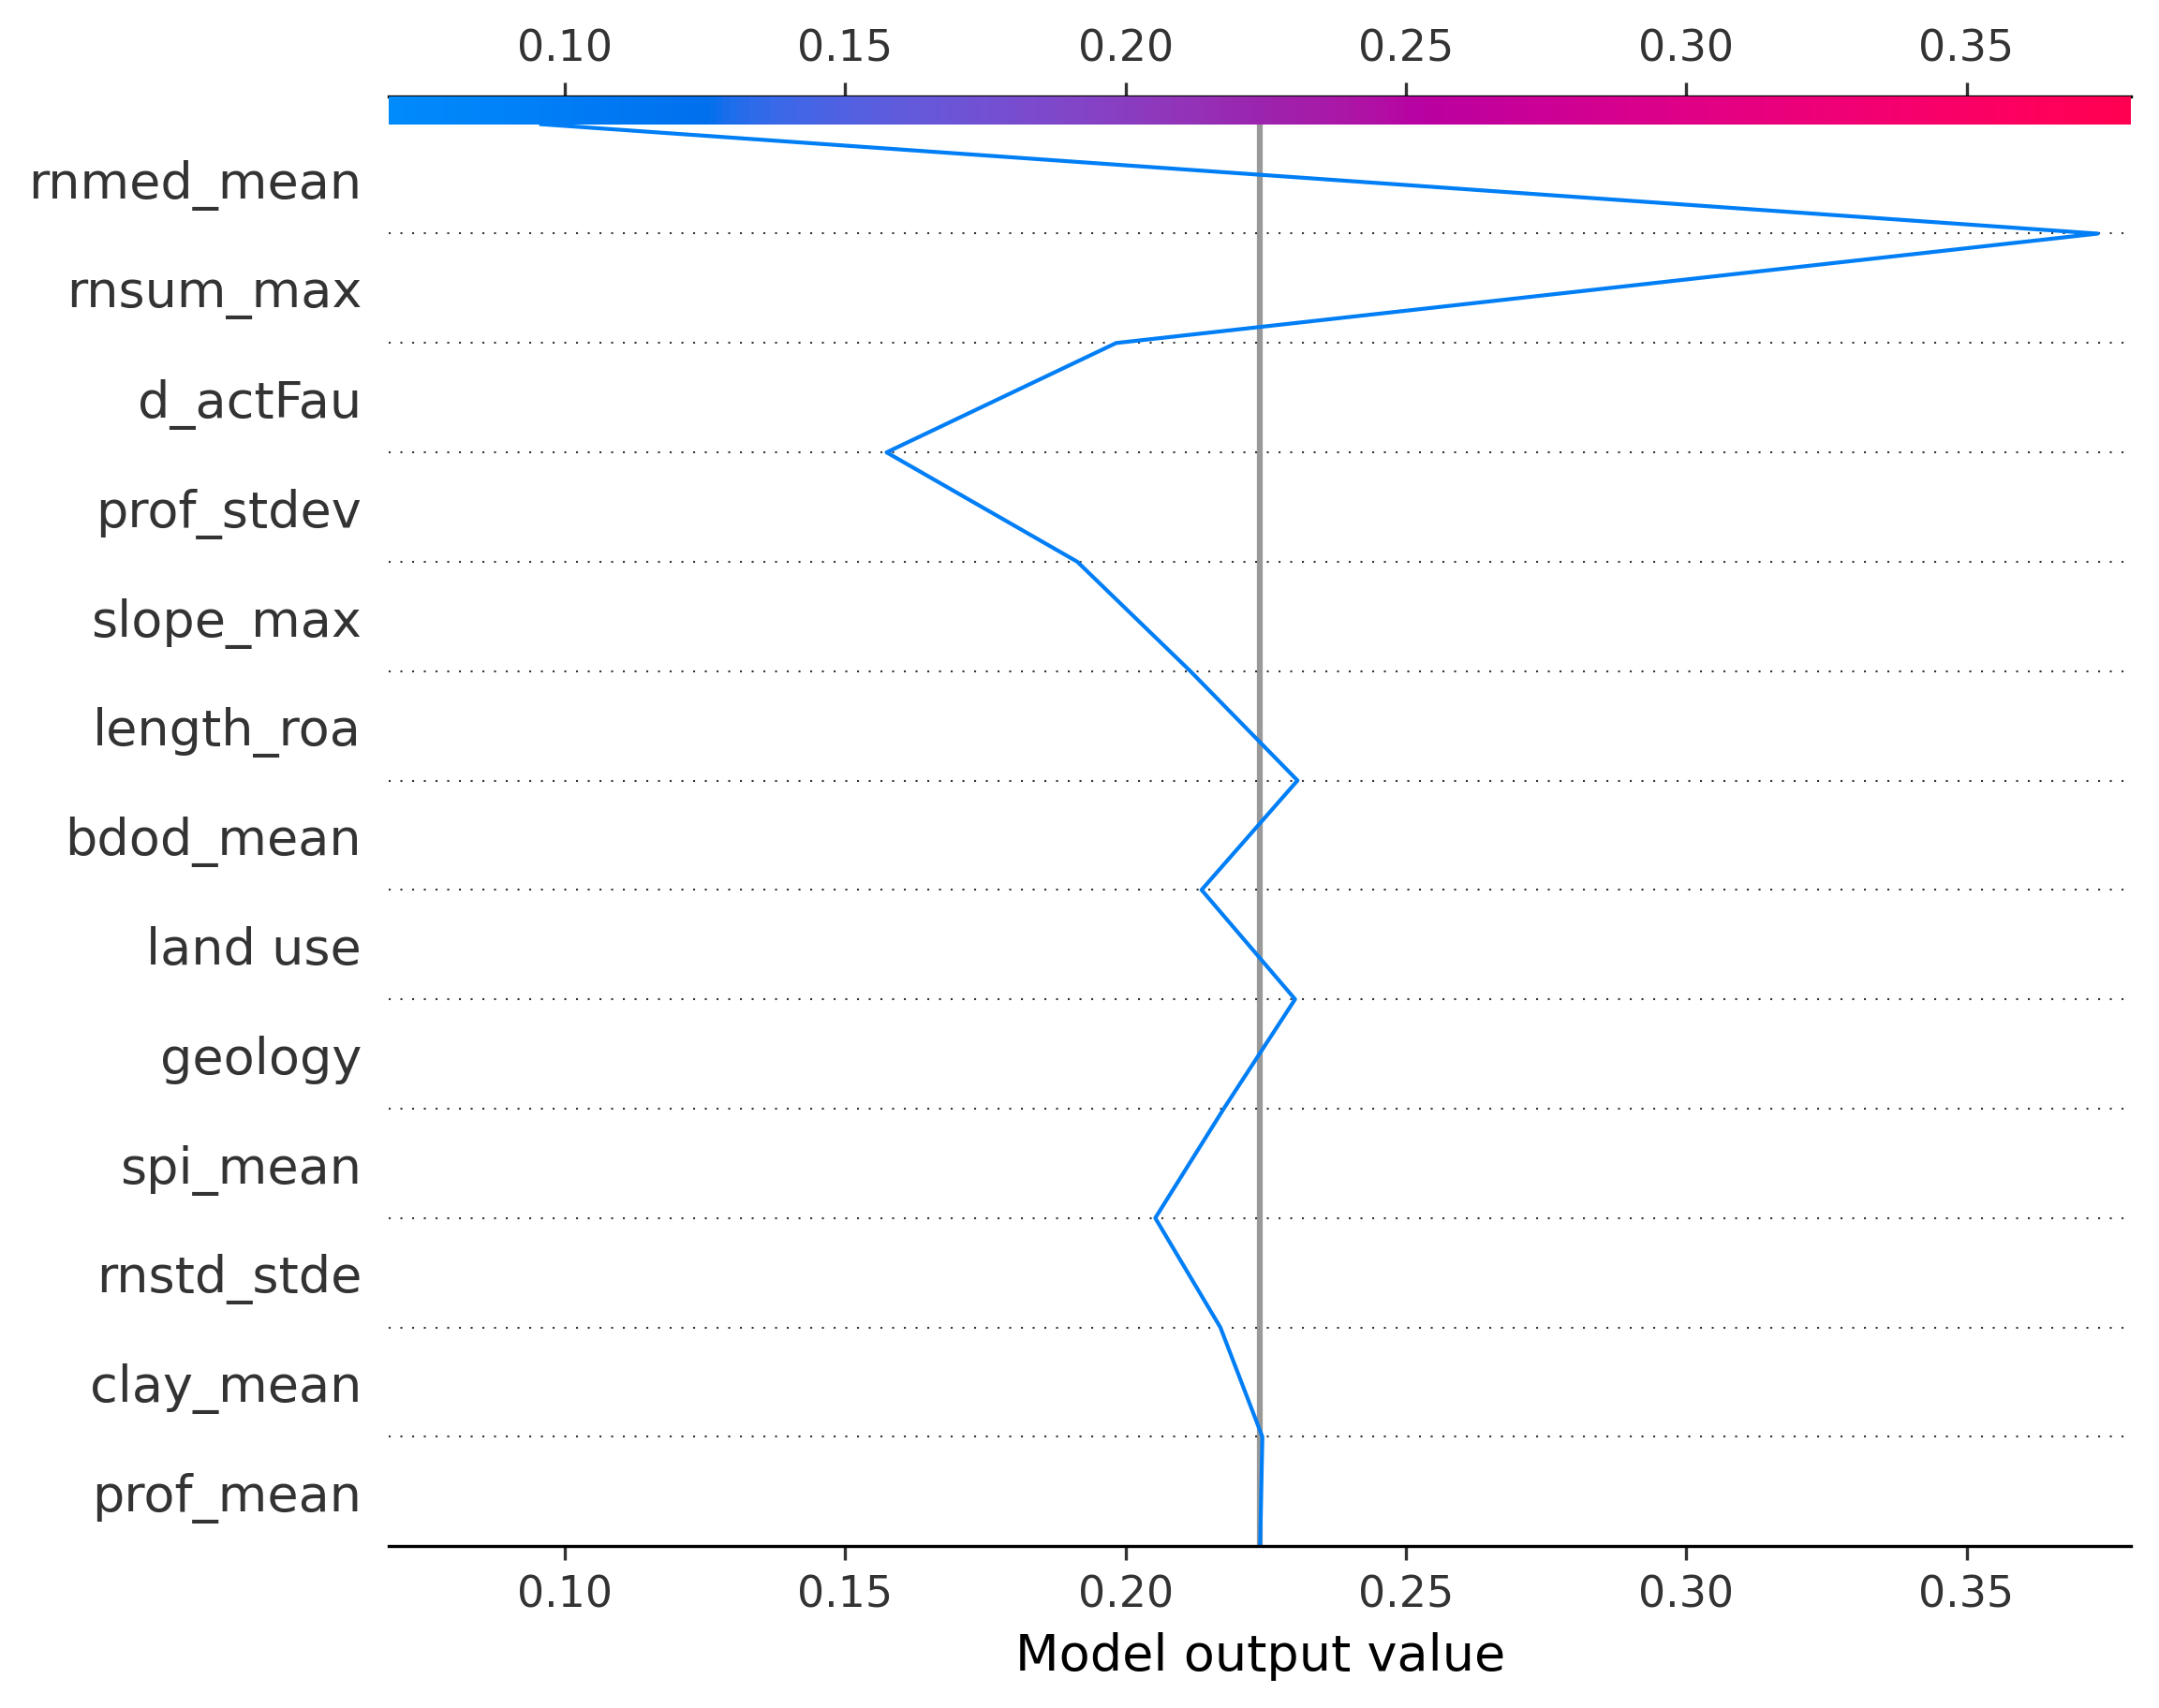 0.10 0.15 0.20 0.25 0.30 0.35
rnmed_mean
rnsum_max
d_actFau
prof_stdev
slope_max
length_roa
bdod_mean
land use
geology
spi_mean
rnstd_stde
clay_mean
prof_mean
0.10 0.15 0.20 0.25 0.30 0.35
Model output value